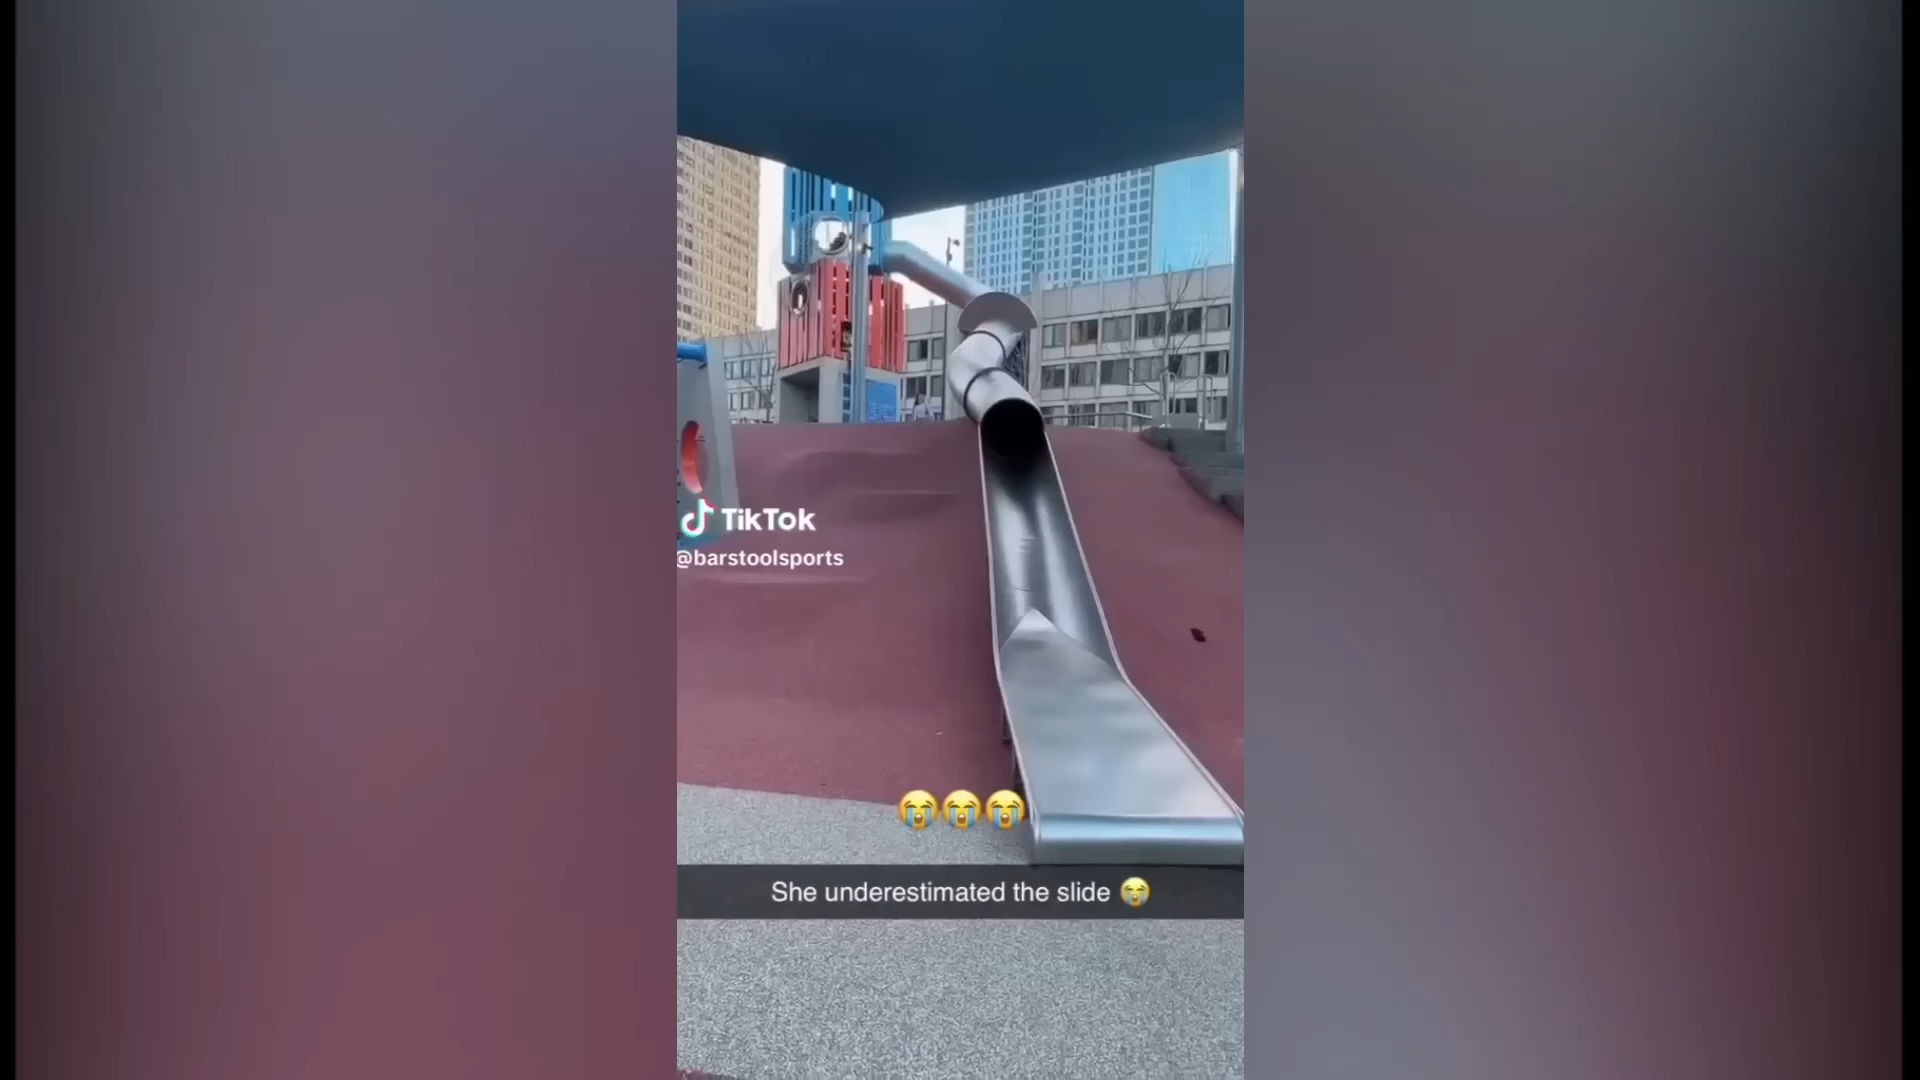 TikTok
@barstoolsports
😭😭😭
She underestimated the slide 😭